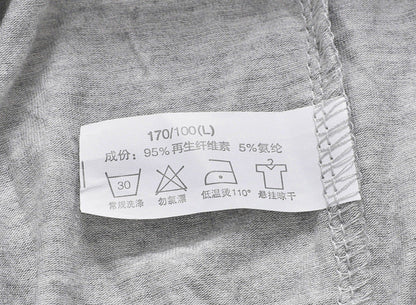 170/100(L)
成份：95% 再生纤维素 5% 氨纶
30
常规洗涤 勿氯漂 低温烫110° 悬挂晾干